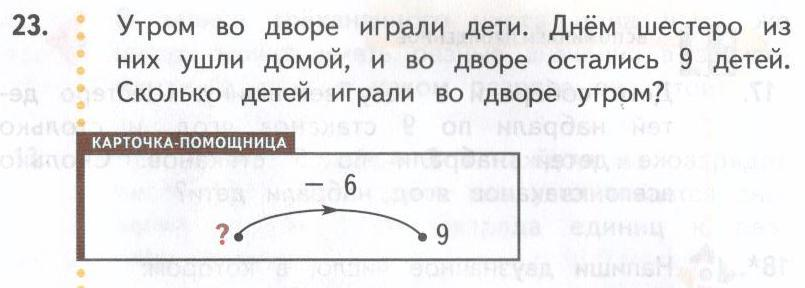 23. Утром во дворе играли дети. Днём шестеро из
них ушли домой, и во дворе остались 9 детей.
Сколько детей играли во дворе утром?
КАРТОЧКА-ПОМОЩНИЦА
− 6
? 9